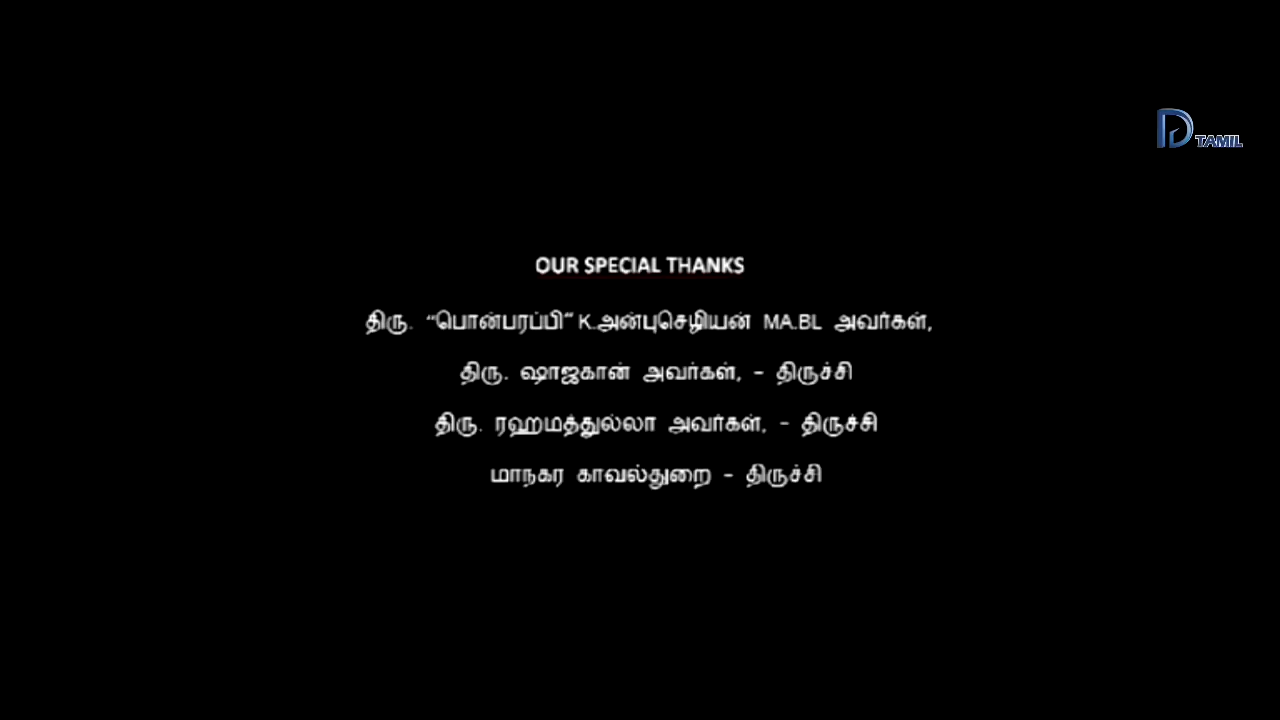 D TAMIL
OUR SPECIAL THANKS
திரு. “பொன்பரப்பி” K.அன்புசெழியன் MA.BL அவர்கள்,
திரு. ஷாஜகான் அவர்கள், - திருச்சி
திரு. ரஹமத்துல்லா அவர்கள், - திருச்சி
மாநகர காவல்துறை - திருச்சி